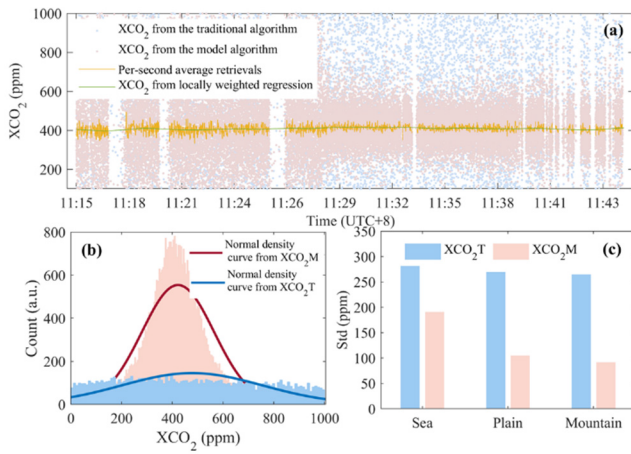 (a)
XCO2 from the traditional algorithm
XCO2 from the model algorithm
Per-second average retrievals
XCO2 from locally weighted regression
XCO2 (ppm)
1000
800
600
400
200
11:15 11:18 11:21 11:24 11:26 11:29 11:32 11:35 11:38 11:41 11:43
Time (UTC+8)
(b)
Normal density
curve from XCO2M
Normal density
curve from XCO2T
Count (a.u.)
800
600
400
200
0
0 200 400 600 800 1000
XCO2 (ppm)
(c)
XCO2T XCO2M
Std (ppm)
350
300
250
200
150
100
50
0
Sea Plain Mountain